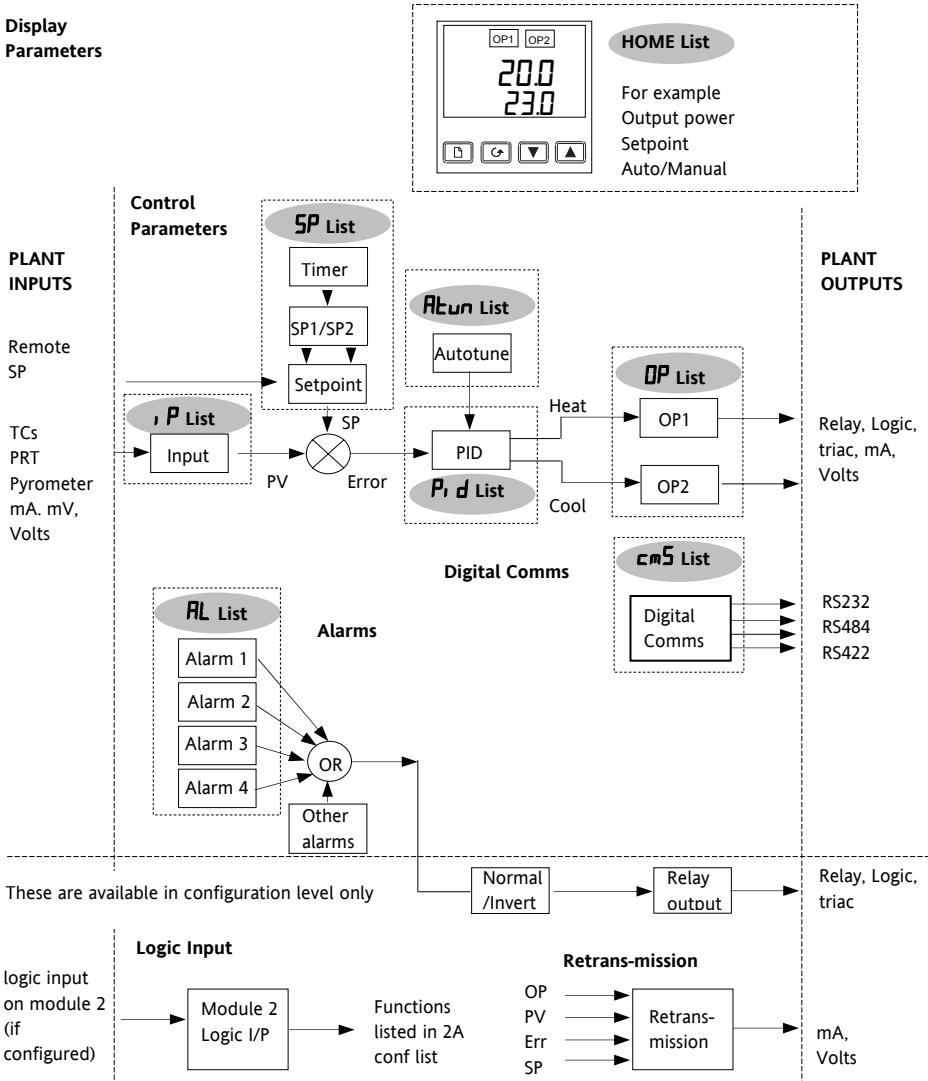 Display
Parameters
OP1 OP2
20.0
23.0
HOME List
For example
Output power
Setpoint
Auto/Manual
Control
Parameters
PLANT
INPUTS
PLANT
OUTPUTS
SP List
Timer
SP1/SP2
Setpoint
Atun List
Autotune
Remote
SP
iP List
Input
TCs
PRT
Pyrometer
mA. mV,
Volts
PV
SP
Error
PID
Pid List
Heat
Cool
OP List
OP1
OP2
Relay, Logic,
triac, mA,
Volts
Digital Comms
cmS List
Digital
Comms
RS232
RS484
RS422
AL List
Alarms
Alarm 1
Alarm 2
Alarm 3
Alarm 4
OR
Other
alarms
These are available in configuration level only
Normal
/Invert
Relay
output
Relay, Logic,
triac
Logic Input
logic input
on module 2
(if
configured)
Module 2
Logic I/P
Functions
listed in 2A
conf list
Retrans-mission
OP
PV
Err
SP
Retrans-
mission
mA,
Volts